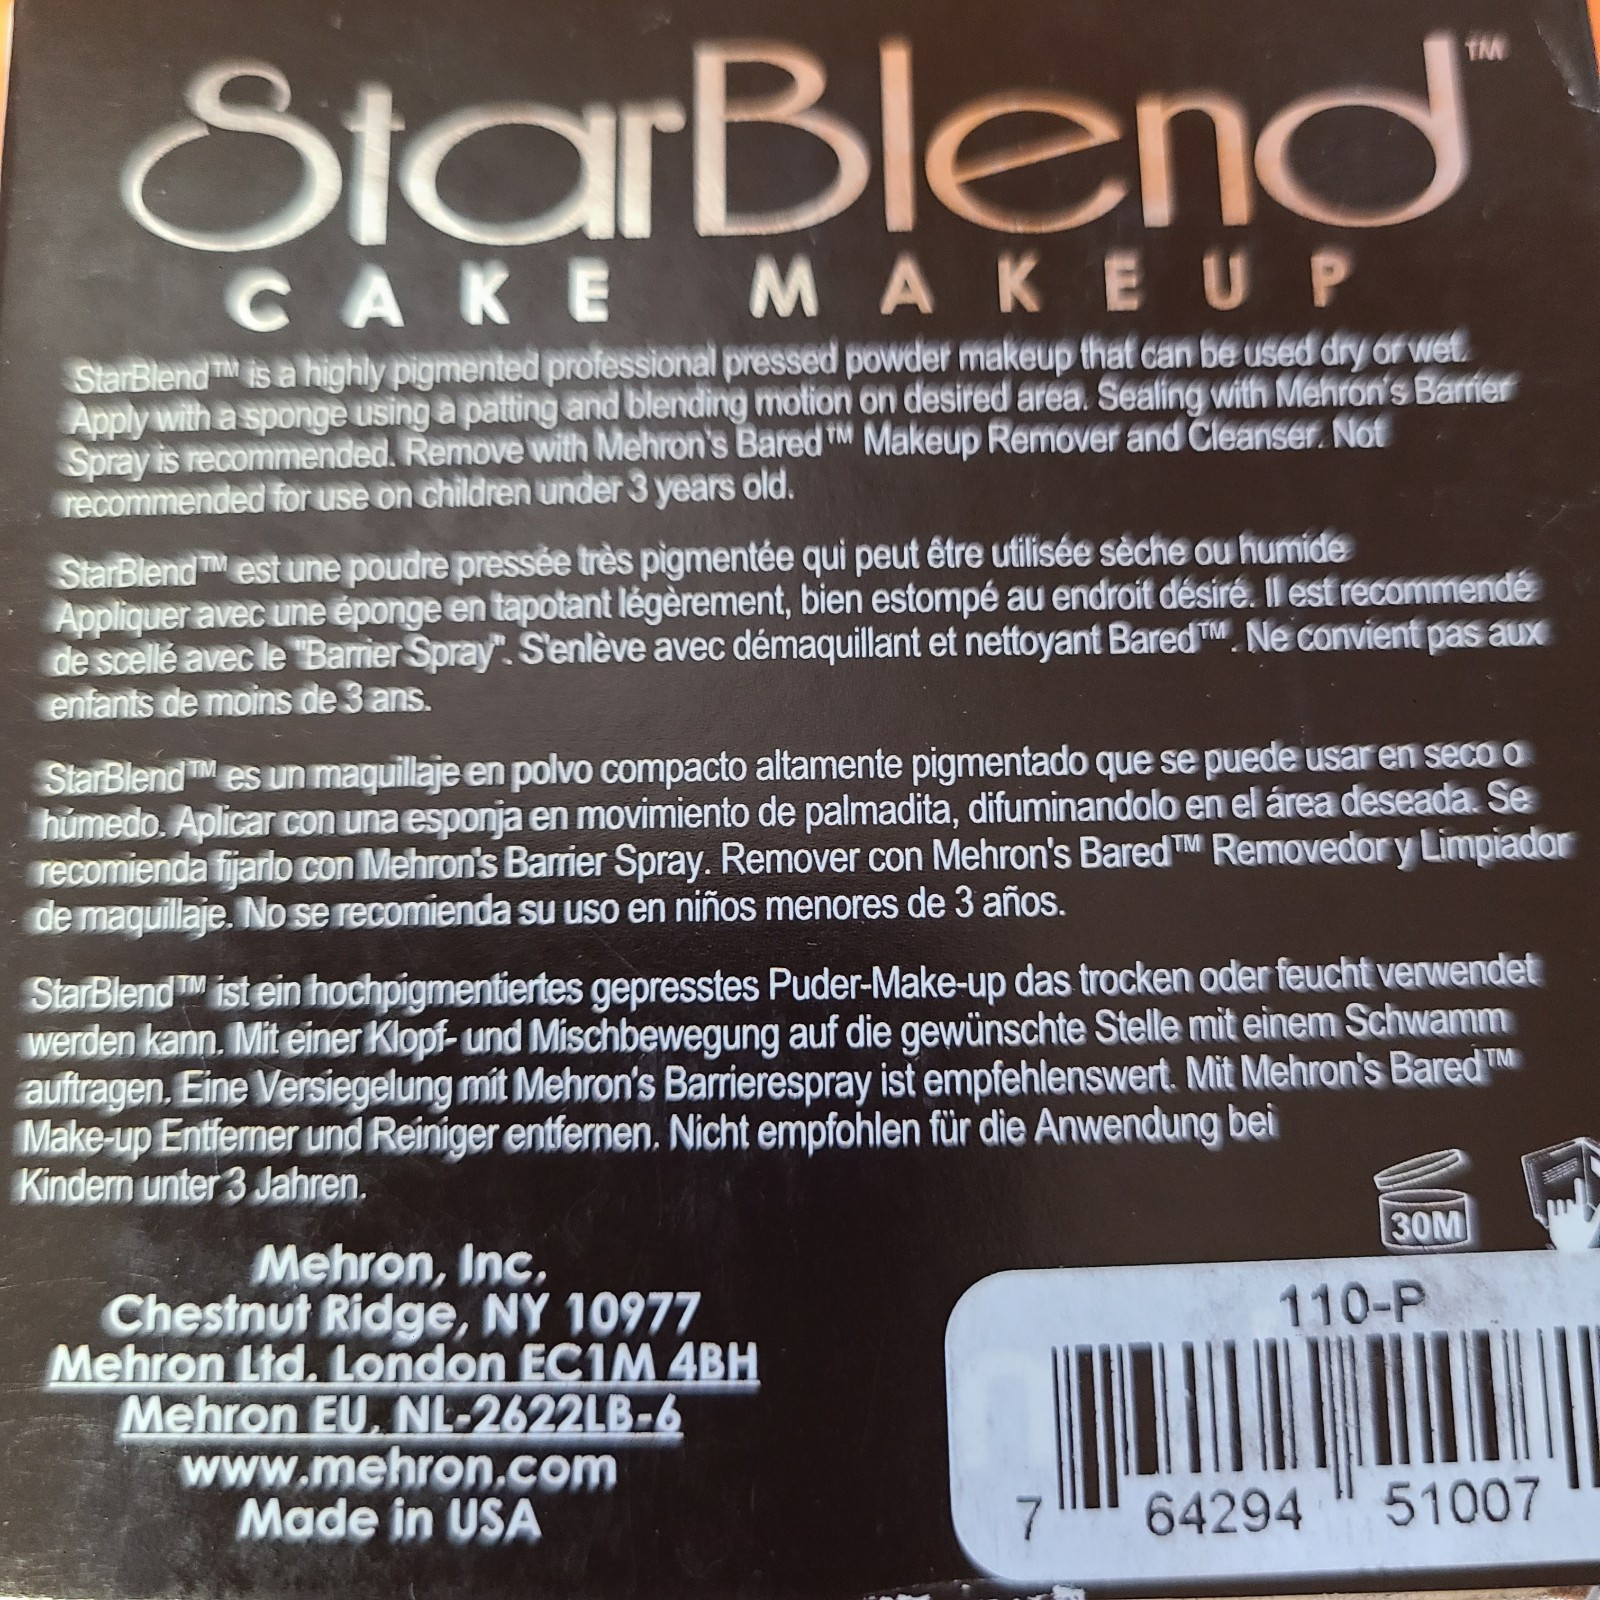 StarBlend™
CAKE MAKEUP
StarBlend™ is a highly pigmented professional pressed powder makeup that can be used dry or wet.
Apply with a sponge using a patting and blending motion on desired area. Sealing with Mehron's Barrier
Spray is recommended. Remove with Mehron's Bared™ Makeup Remover and Cleanser. Not
recommended for use on children under 3 years old.
StarBlend™ est une poudre pressée très pigmentée qui peut être utilisée sèche ou humide
Appliquer avec une éponge en tapotant légèrement, bien estompé au endroit désiré. Il est recommendé
de scellé avec le "Barrier Spray". S'enlève avec démaquillant et nettoyant Bared™. Ne convient pas aux
enfants de moins de 3 ans.
StarBlend™ es un maquillaje en polvo compacto altamente pigmentado que se puede usar en seco o
húmedo. Aplicar con una esponja en movimiento de palmadita, difuminandolo en el área deseada. Se
recomienda fijarlo con Mehron's Barrier Spray. Remover con Mehron's Bared™ Removedor y Limpiador
de maquillaje. No se recomienda su uso en niños menores de 3 años.
StarBlend™ ist ein hochpigmentiertes gepresstes Puder-Make-up das trocken oder feucht verwendet
werden kann. Mit einer Klopf- und Mischbewegung auf die gewünschte Stelle mit einem Schwamm
auftragen. Eine Versiegelung mit Mehron's Barrierespray ist empfehlenswert. Mit Mehron's Bared™
Make-up Entferner und Reiniger entfernen. Nicht empfohlen für die Anwendung bei
Kindern unter 3 Jahren.
30M
Mehron, Inc.
Chestnut Ridge, NY 10977
Mehron Ltd. London EC1M 4BH
Mehron EU, NL-2622LB-6
www.mehron.com
Made in USA
110-P
7 64294 51007